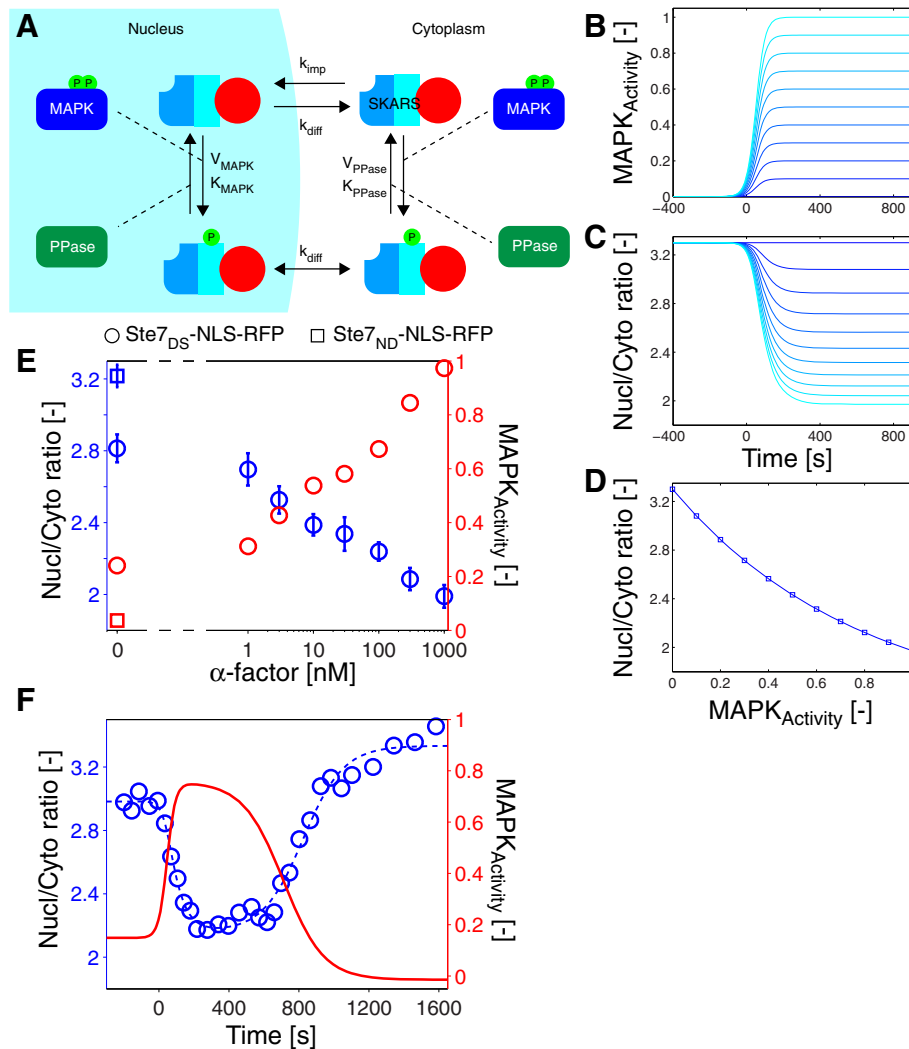 A
Nucleus
Cytoplasm
P P
MAPK
k_imp
SKARS
k_diff
P P
MAPK
V_MAPK
K_MAPK
V_PPase
K_PPase
PPase
P
P
PPase
k_diff
B
MAPK_Activity [-]
1
0.8
0.6
0.4
0.2
0
−400 0 400 800
C
Nucl/Cyto ratio [-]
3.2
2.8
2.4
2
−400 0 400 800
Time [s]
D
Nucl/Cyto ratio [-]
3.2
2.8
2.4
2
0 0.2 0.4 0.6 0.8
MAPK_Activity [-]
Ste7_DS-NLS-RFP
Ste7_ND-NLS-RFP
E
Nucl/Cyto ratio [-]
3.2
2.8
2.4
2
1
0.8
0.6
0.4
0.2
0
MAPK_Activity [-]
0 1 10 100 1000
α-factor [nM]
F
Nucl/Cyto ratio [-]
3.2
2.8
2.4
2
1
0.8
0.6
0.4
0.2
0
MAPK_Activity [-]
0 400 800 1200 1600
Time [s]